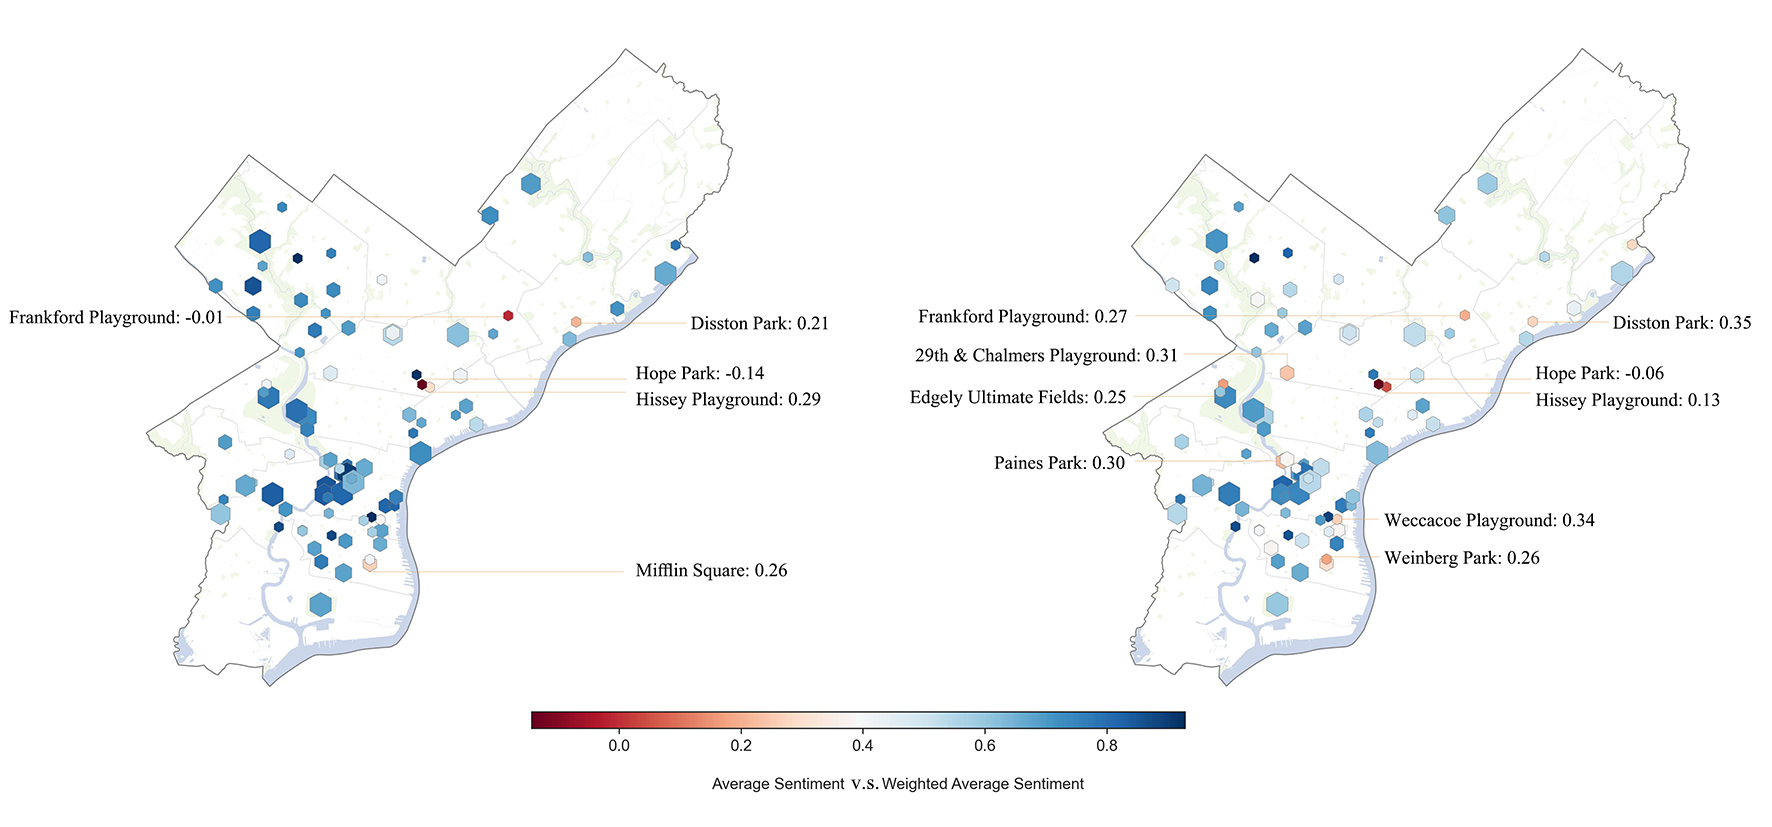 Frankford Playground: -0.01
Disston Park: 0.21
Hope Park: -0.14
Hissey Playground: 0.29
Mifflin Square: 0.26
Frankford Playground: 0.27
29th & Chalmers Playground: 0.31
Edgely Ultimate Fields: 0.25
Paines Park: 0.30
Disston Park: 0.35
Hope Park: -0.06
Hissey Playground: 0.13
Weccacoe Playground: 0.34
Weinberg Park: 0.26
0.0 0.2 0.4 0.6 0.8
Average Sentiment v.s. Weighted Average Sentiment